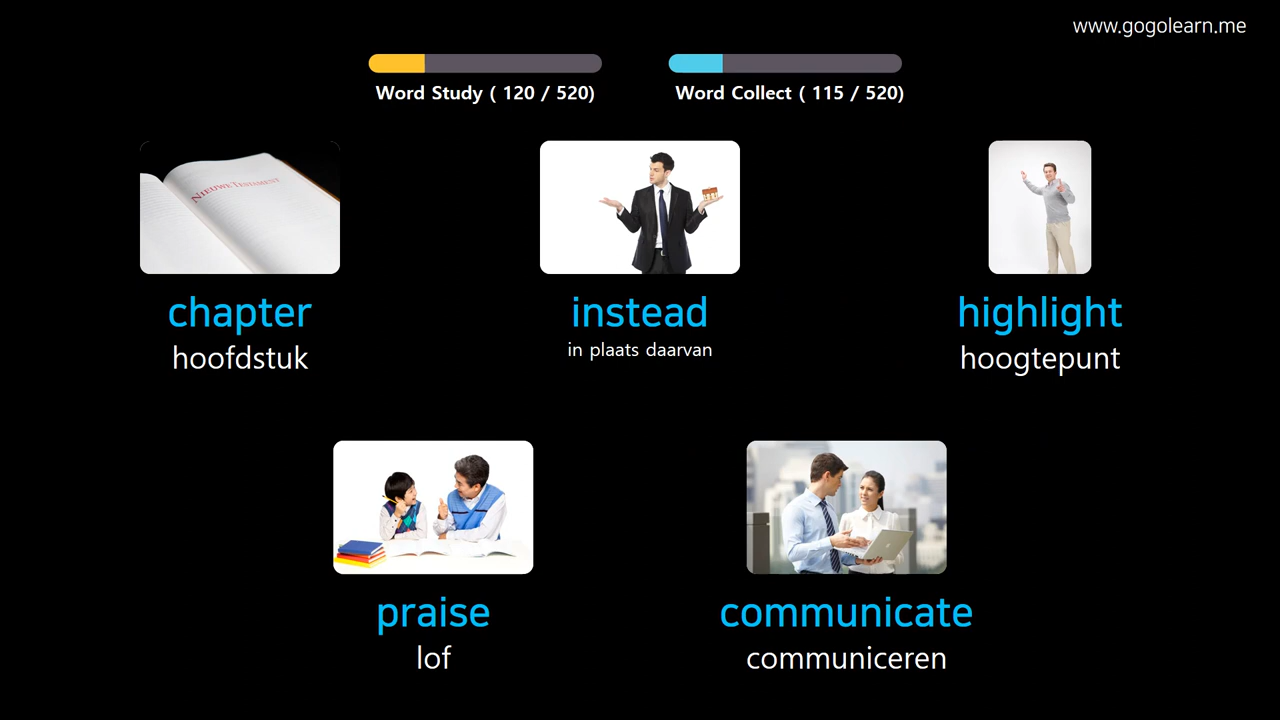 www.gogolearn.me
Word Study ( 120 / 520)
Word Collect ( 115 / 520)
NIEUWE TESTAMENT
chapter
hoofdstuk
instead
in plaats daarvan
highlight
hoogtepunt
praise
lof
communicate
communiceren